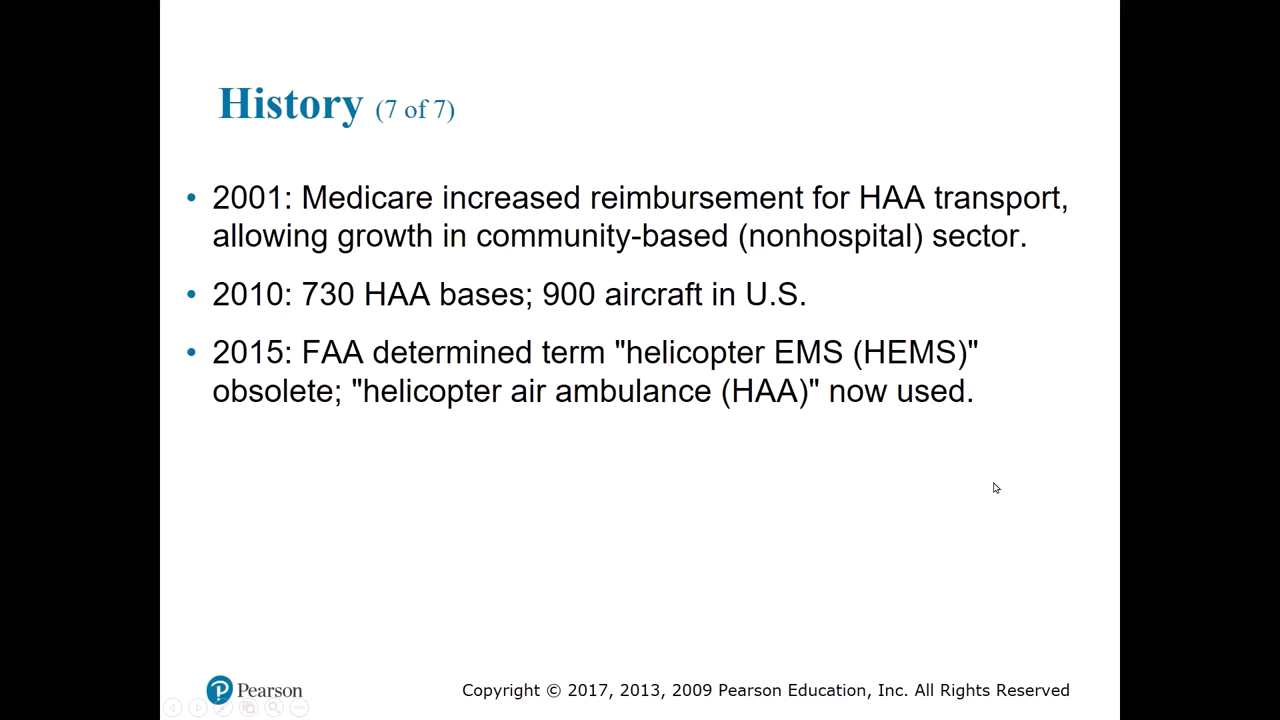 History (7 of 7)
• 2001: Medicare increased reimbursement for HAA transport,
allowing growth in community-based (nonhospital) sector.
• 2010: 730 HAA bases; 900 aircraft in U.S.
• 2015: FAA determined term "helicopter EMS (HEMS)"
obsolete; "helicopter air ambulance (HAA)" now used.
Pearson
Copyright © 2017, 2013, 2009 Pearson Education, Inc. All Rights Reserved